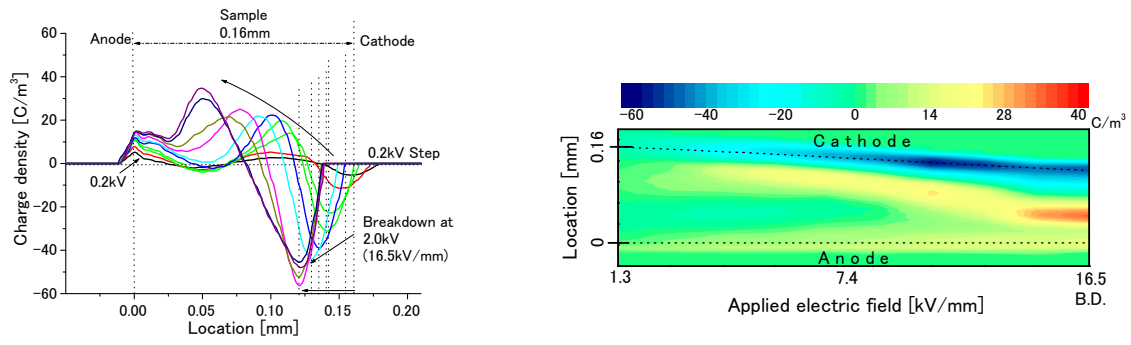 Sample
0.16mm
Anode
Cathode
60
40
20
0
−20
−40
−60
Charge density [C/m³]
0.2kV
0.2kV Step
Breakdown at
2.0kV
(16.5kV/mm)
0.00
0.05
0.10
0.15
0.20
Location [mm]
−60
−40
−20
0
14
28
40
C/m³
Cathode
0.16
0
Location [mm]
Anode
1.3
7.4
16.5
B.D.
Applied electric field [kV/mm]